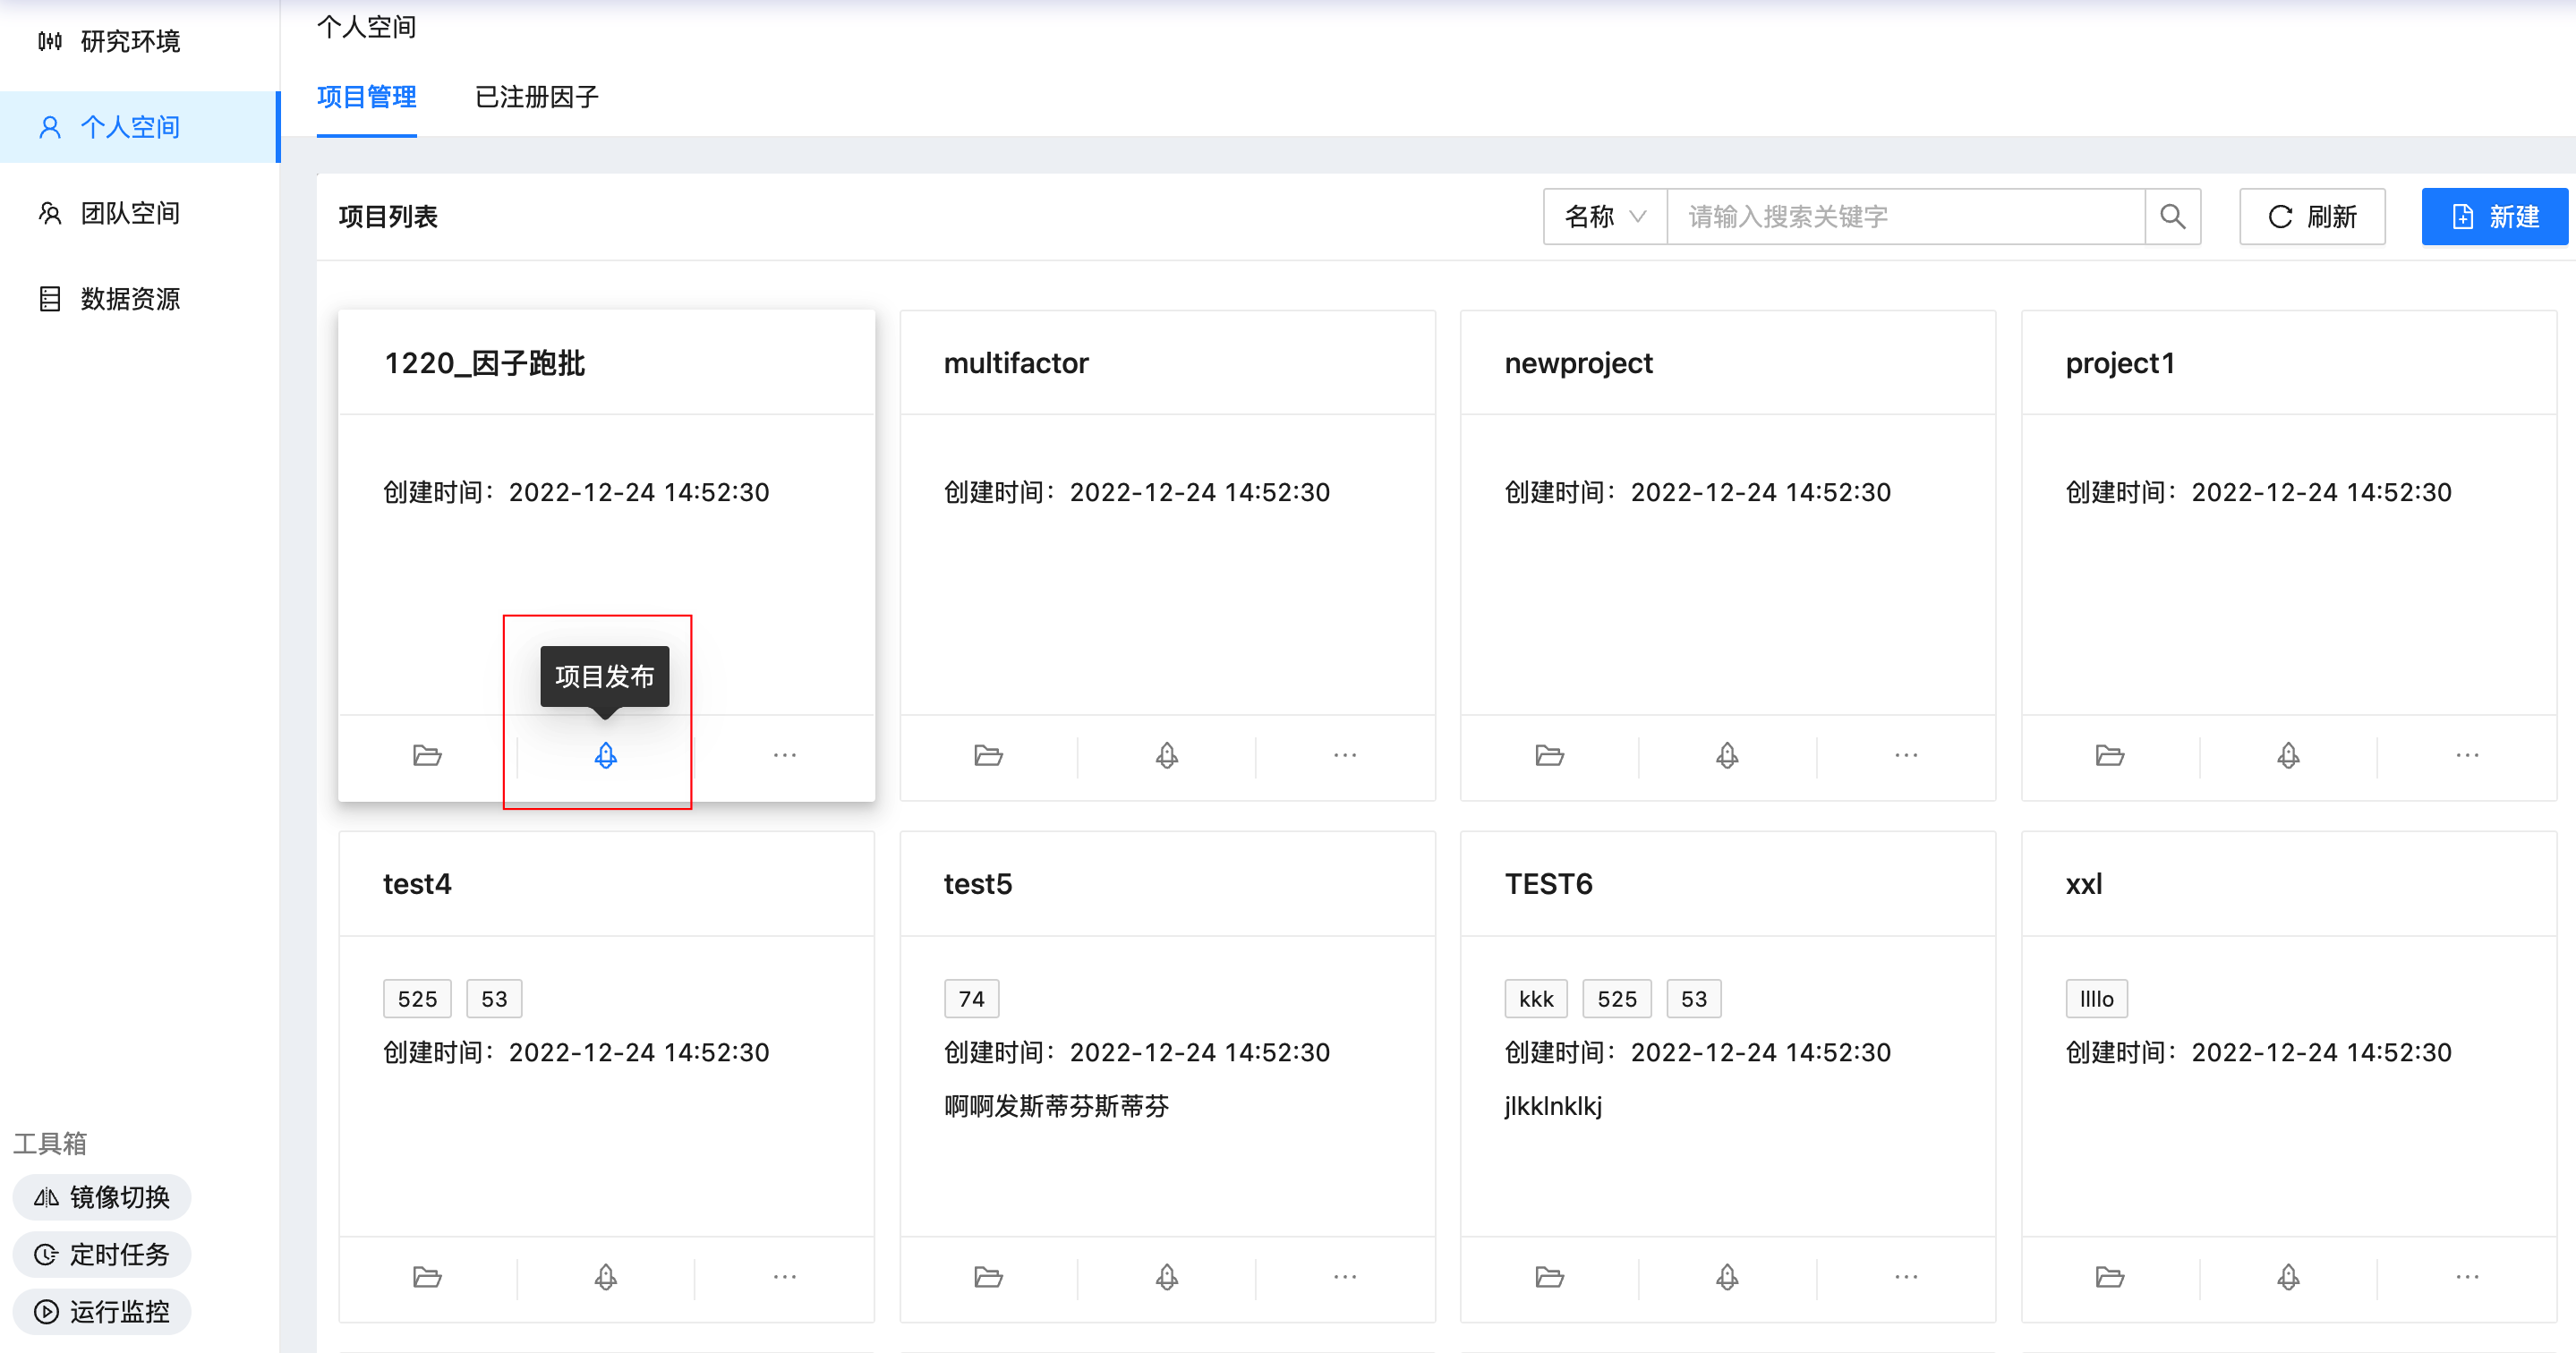 研究环境
个人空间
团队空间
数据资源
工具箱
镜像切换
定时任务
运行监控
个人空间
项目管理 已注册因子
项目列表 名称 请输入搜索关键字 刷新 新建
1220_因子跑批
创建时间：2022-12-24 14:52:30
项目发布
multifactor
创建时间：2022-12-24 14:52:30
newproject
创建时间：2022-12-24 14:52:30
project1
创建时间：2022-12-24 14:52:30
test4
525 53
创建时间：2022-12-24 14:52:30
test5
74
创建时间：2022-12-24 14:52:30
啊啊发斯蒂芬斯蒂芬
TEST6
kkk 525 53
创建时间：2022-12-24 14:52:30
jlkklnklkj
xxl
llllo
创建时间：2022-12-24 14:52:30